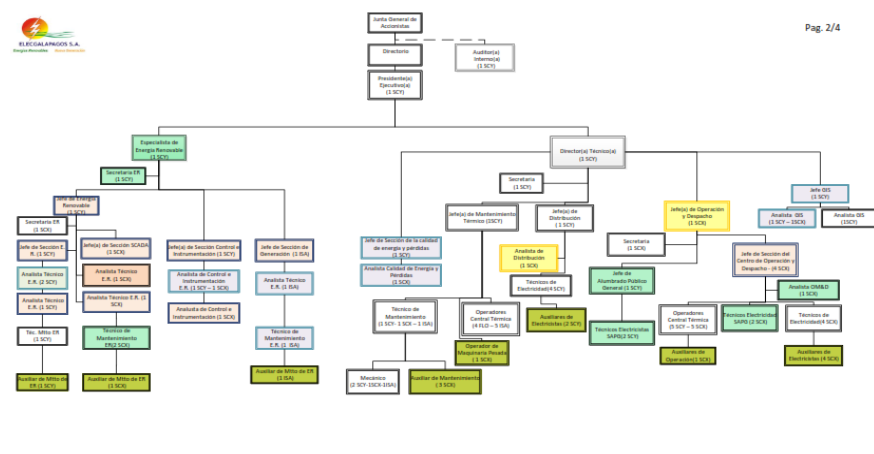 ELECGALAPAGOS S.A.
Energía Renovable
Pag. 2/4
Junta General de
Accionistas
Directorio
Auditor(a)
Interno(a)
(1 SCY)
Presidente(a)
Ejecutivo(a)
(1 SCY)
Especialista de
Energía Renovable
(1 SCY)
Secretaria ER
(1 SCY)
Director(a) Técnico(a)
(1 SCY)
Secretaria
(1 SCY)
Jefe de Energía
Renovable
(1 SCY)
Secretaria ER
(1 SCX)
Jefe de Sección E.
R. (1 SCY)
Analista Técnico
E.R. (2 SCY)
Analista Técnico
E.R. (1 SCY)
Téc. Mtto ER
(1 SCY)
Auxiliar de Mtto de
ER (1 SCY)
Jefe(a) de Sección SCADA
(1 SCX)
Analista Técnico
E.R. (1 SCX)
Analista Técnico E.R. (1
SCX)
Técnico de
Mantenimiento
ER(2 SCX)
Auxiliar de Mtto de ER.
(3 SCX)
Jefe(a) de Sección Control e
Instrumentación (1 SCY)
Analista de Control e
Instrumentación
E.R. (1 SCY – 1 SCX)
Analusta de Control e
Instrumentación (1 SCX)
Jefe de Sección de
Generación (1 ISA)
Analista Técnico
E.R. (1 ISA)
Técnico de
Mantenimiento
E.R. (1 ISA)
Auxiliar de Mtto de ER
(1 ISA)
Jefe de Sección de la calidad
de energía y pérdidas
(1 SCY)
Analista Calidad de Energía y
Pérdidas
(1 SCX)
Jefe(a) de Mantenimiento
Térmico (1SCY)
Técnico de
Mantenimiento
(1 SCY- 1 SCX – 1 ISA)
Mecánico
(2 SCY-1SCX-1ISA)
Auxiliar de Mantenimiento
( 3 SCX)
Operadores
Central Térmica
(4 FLO – 5 ISA)
Operador de
Maquinaria Pesada
( 1 SCX)
Jefe(a) de
Distribución
( 1 SCY)
Analista de
Distribución
(1 SCX)
Técnicos de
Electricidad(4 SCY)
Auxiliares de
Electricistas (2 SCY)
Jefe(a) de Operación
y Despacho
(1 SCX)
Secretaria
(1 SCX)
Jefe de
Alumbrado Público
General (1 SCY)
Técnicos Electricistas
SAPG(2 SCY)
Jefe de Sección del
Centro de Operación y
Despacho - (4 SCX)
Analista OM&D
(1 SCX)
Operadores
Central Térmica
(5 SCY – 5 SCX)
Auxiliares de
Operación(1 SCX)
Técnicos Electricidad
SAPG (2 SCX)
Técnicos de
Electricidad(4 SCX)
Auxiliares de
Electricistas (4 SCX)
Jefe GIS
(1 SCY)
Analista GIS
(1 SCY – 1SCX)
Analista GIS
(1SCY)